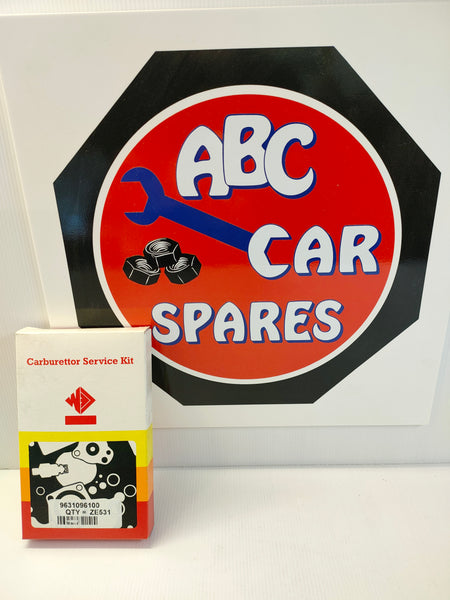 ABC
CAR
SPARES
Carburettor Service Kit
9631096100
QTY = ZE531